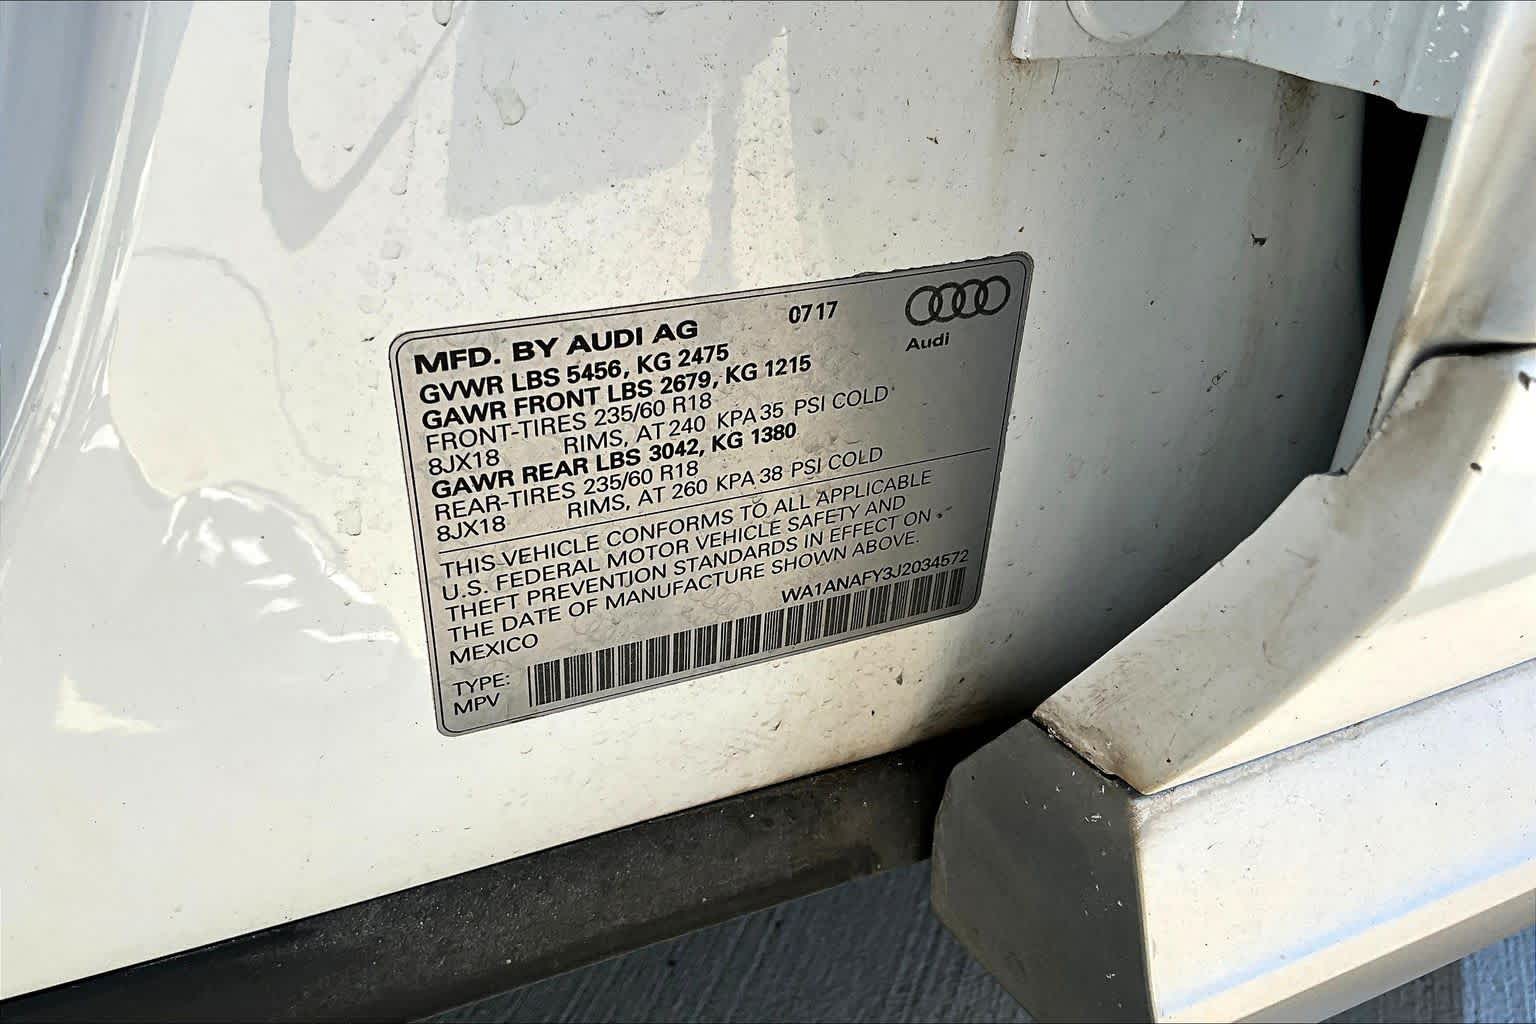 MFD. BY AUDI AG 0717
Audi
GVWR LBS 5456, KG 2475
GAWR FRONT LBS 2679, KG 1215
FRONT-TIRES 235/60 R18
8JX18 RIMS, AT 240 KPA 35 PSI COLD
GAWR REAR LBS 3042, KG 1380
REAR-TIRES 235/60 R18
8JX18 RIMS, AT 260 KPA 38 PSI COLD
THIS VEHICLE CONFORMS TO ALL APPLICABLE
U.S. FEDERAL MOTOR VEHICLE SAFETY AND
THEFT PREVENTION STANDARDS IN EFFECT ON
THE DATE OF MANUFACTURE SHOWN ABOVE.
MEXICO WA1ANAFY3J2034572
TYPE:
MPV